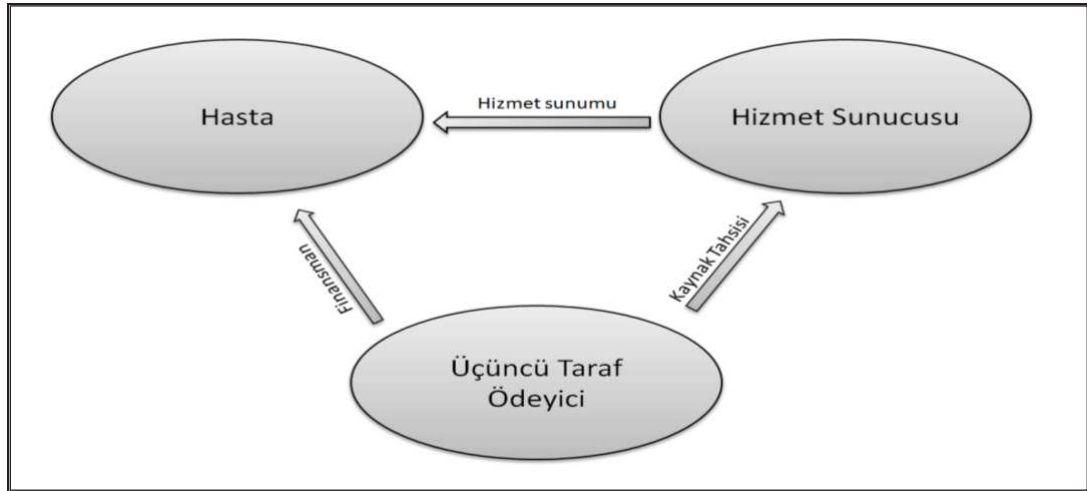 Hasta
Hizmet sunumu
Hizmet Sunucusu
Finansman
Kaynak Tahsisi
Üçüncü Taraf
Ödeyici